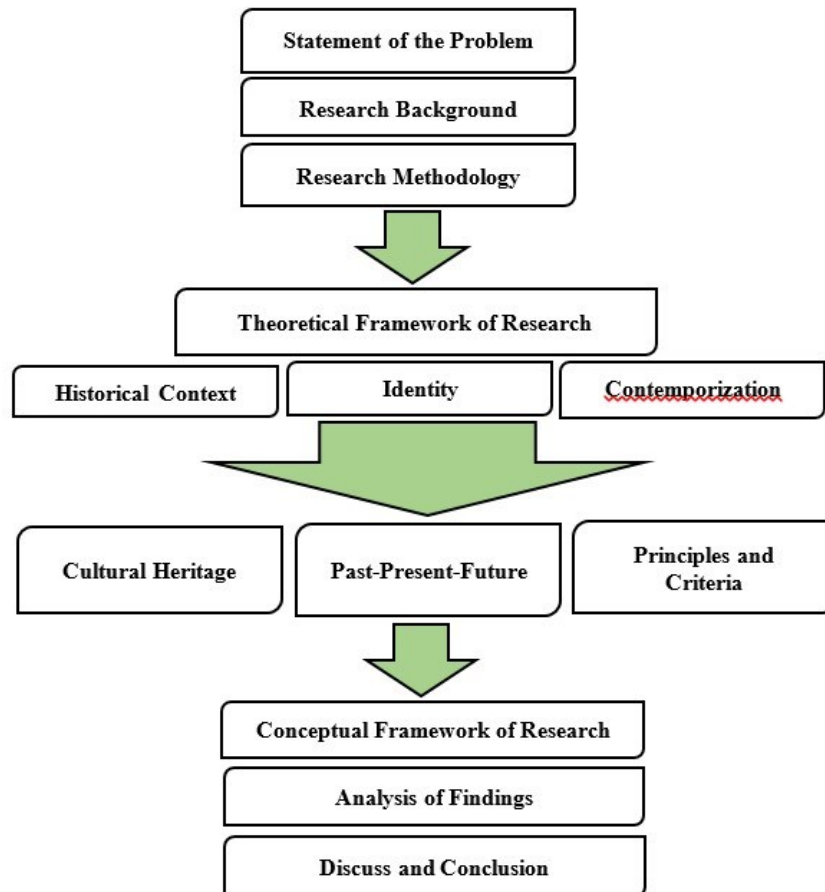 Statement of the Problem
Research Background
Research Methodology
Theoretical Framework of Research
Historical Context
Identity
Contemporization
Cultural Heritage
Past-Present-Future
Principles and
Criteria
Conceptual Framework of Research
Analysis of Findings
Discuss and Conclusion